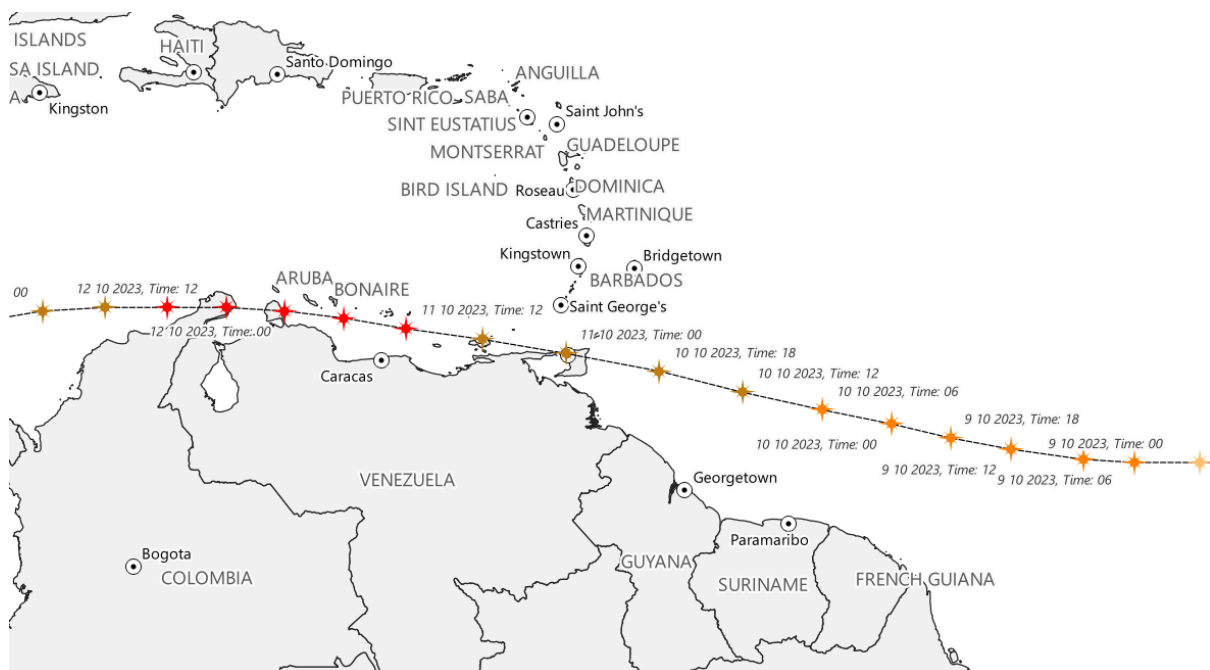 ISLANDS
HAITI
Santo Domingo
SA ISLAND
A
Kingston
ANGUILLA
PUERTO RICO
SABA
SINT EUSTATIUS
Saint John's
MONTSERRAT
GUADELOUPE
BIRD ISLAND
Roseau
DOMINICA
MARTINIQUE
Castries
Kingstown
Bridgetown
BARBADOS
ARUBA
BONAIRE
Saint George's
00
12 10 2023, Time: 12
11 10 2023, Time: 12
12 10 2023, Time: 00
11 10 2023, Time: 00
10 10 2023, Time: 18
Caracas
10 10 2023, Time: 12
10 10 2023, Time: 06
9 10 2023, Time: 18
10 10 2023, Time: 00
9 10 2023, Time: 00
9 10 2023, Time: 12
9 10 2023, Time: 06
VENEZUELA
Georgetown
Paramaribo
Bogota
COLOMBIA
GUYANA
SURINAME
FRENCH GUIANA